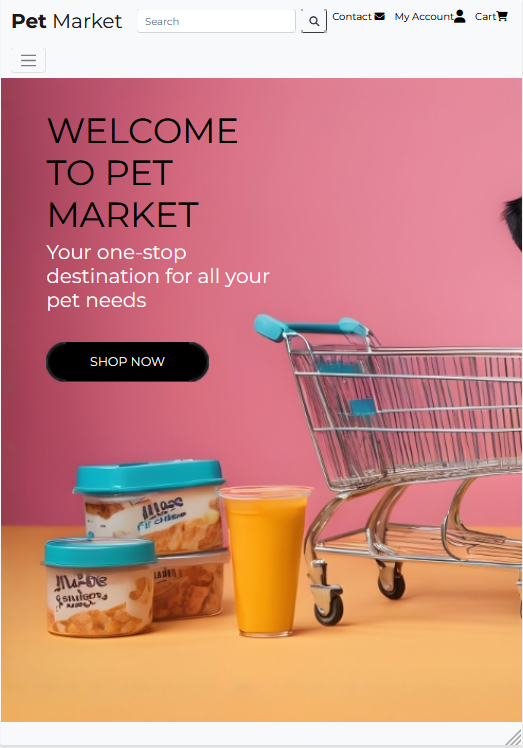 Pet Market
Search
Contact
My Account
Cart
WELCOME
TO PET
MARKET
Your one-stop
destination for all your
pet needs
SHOP NOW